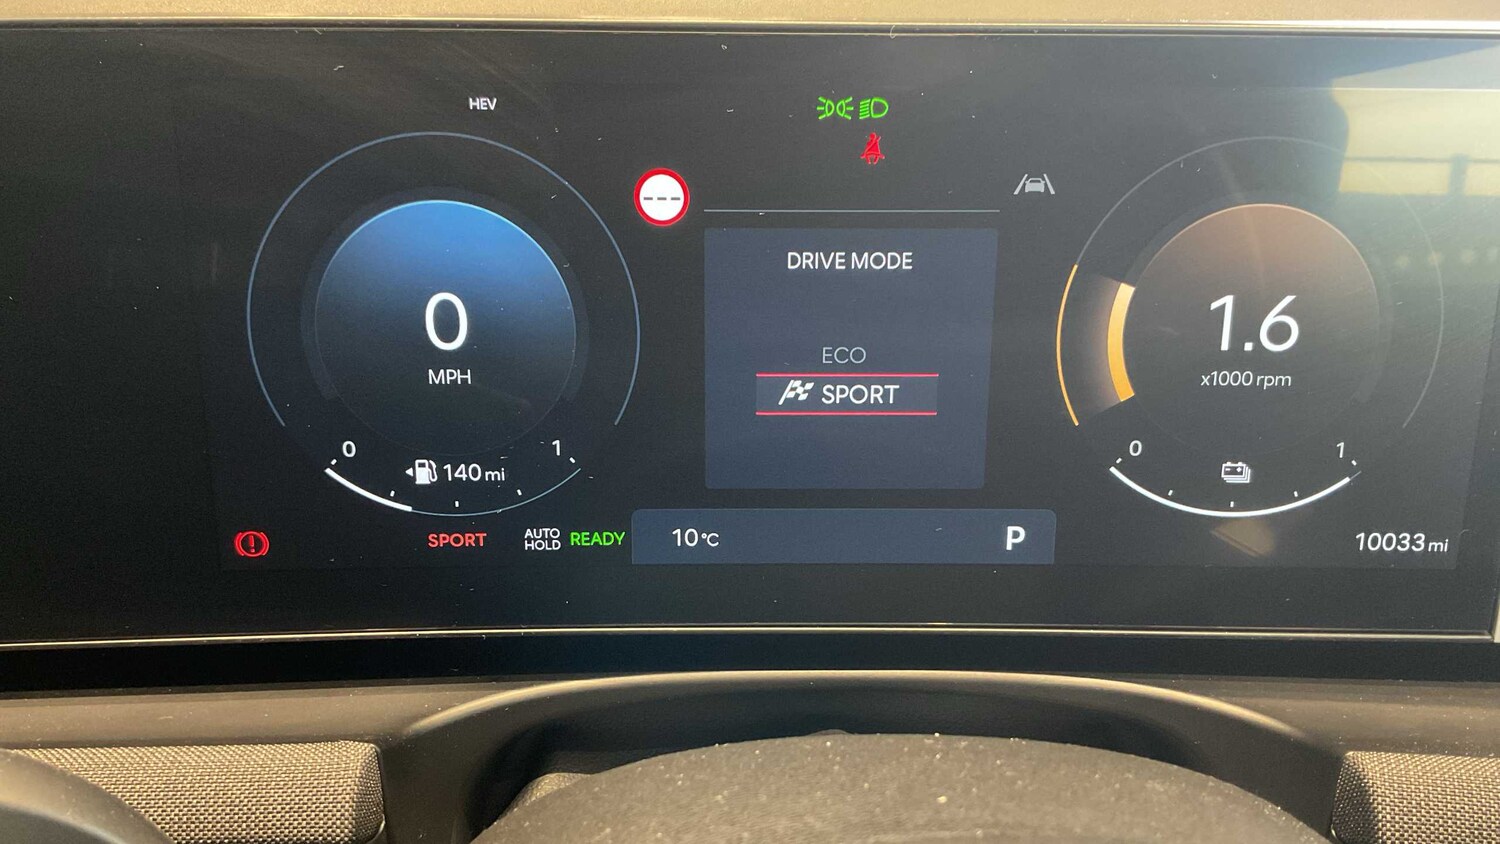 HEV
---
DRIVE MODE
0
MPH
ECO
SPORT
1.6
x1000 rpm
0 1
140 mi
0 1
SPORT
AUTO
HOLD
READY
10°C
P
10033 mi